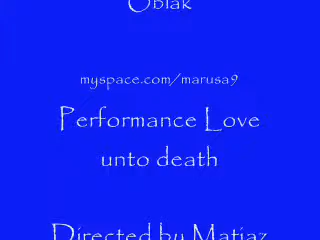 Oblak
myspace.com/marusa9
Performance Love
unto death
Directed by Matjaz